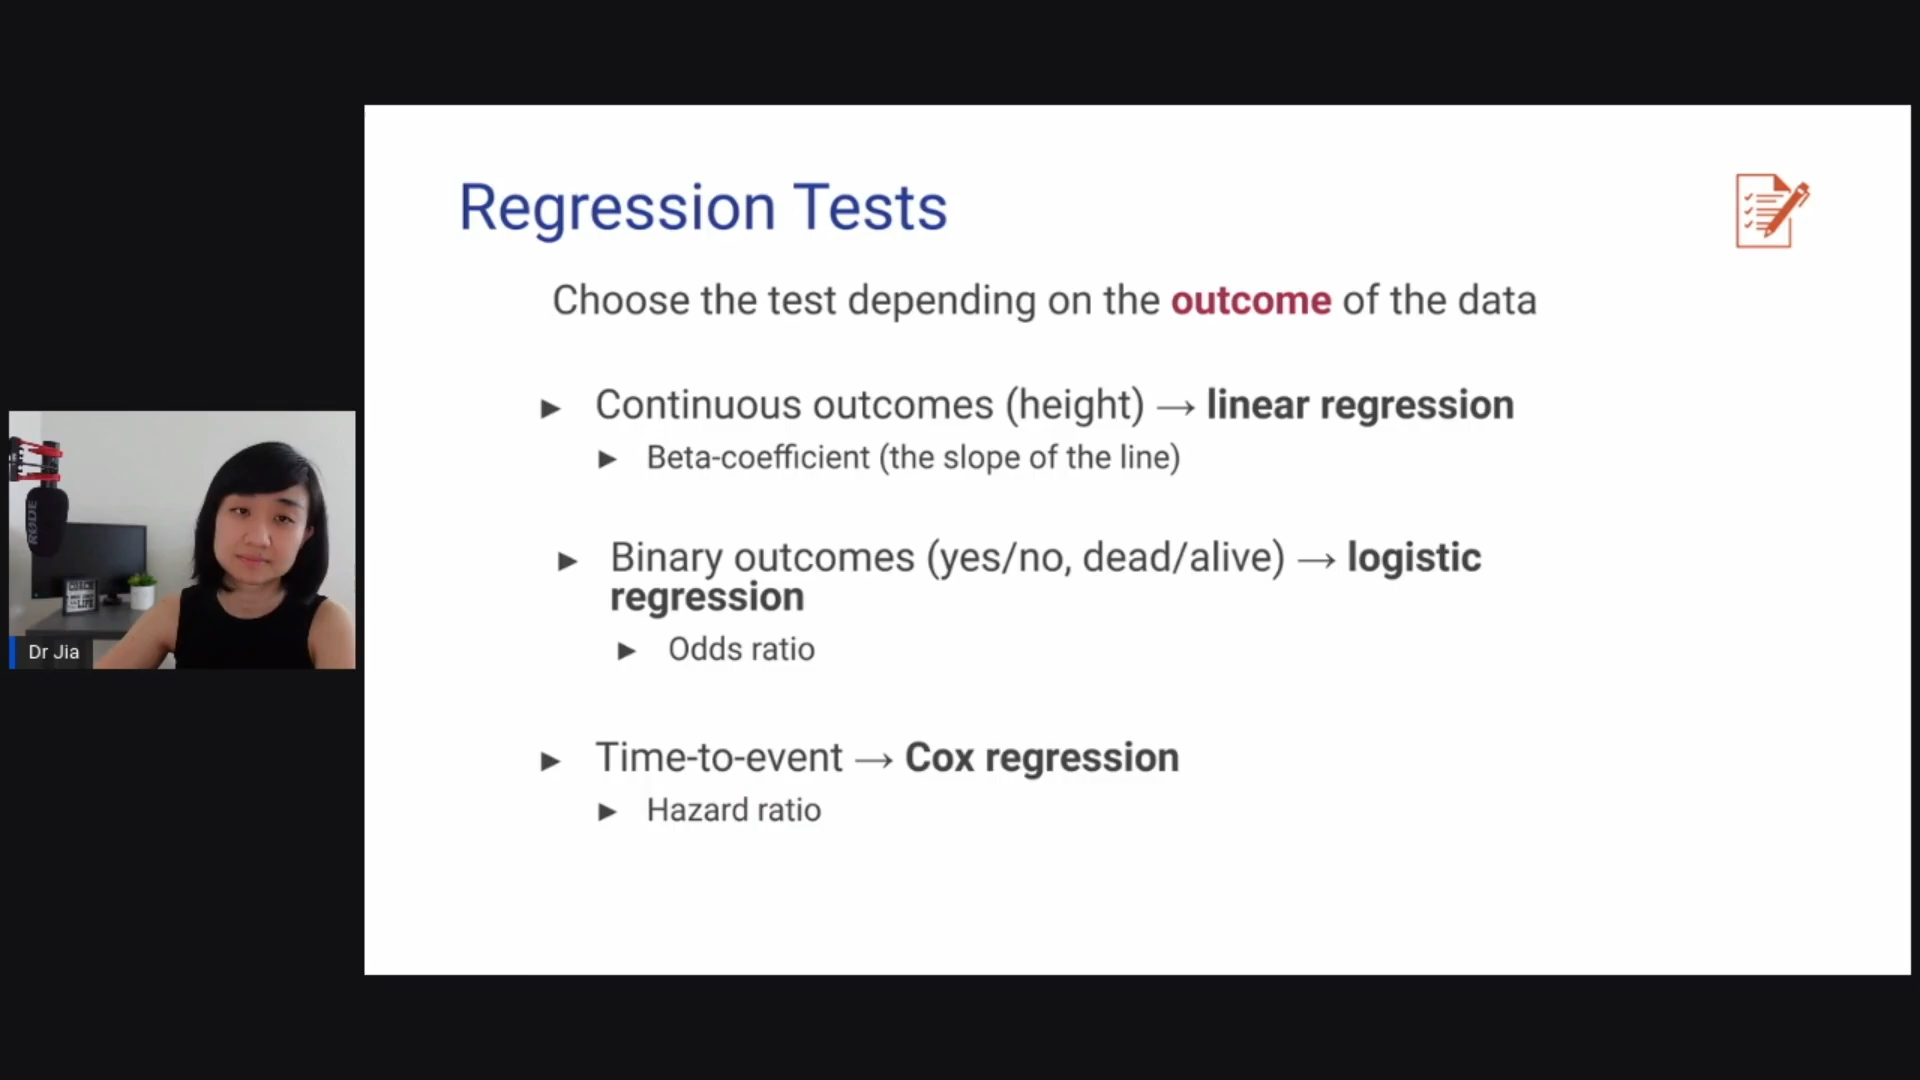 Regression Tests
Choose the test depending on the outcome of the data
► Continuous outcomes (height) → linear regression
► Beta-coefficient (the slope of the line)
► Binary outcomes (yes/no, dead/alive) → logistic
regression
► Odds ratio
► Time-to-event → Cox regression
► Hazard ratio
RØDE
Dr Jia